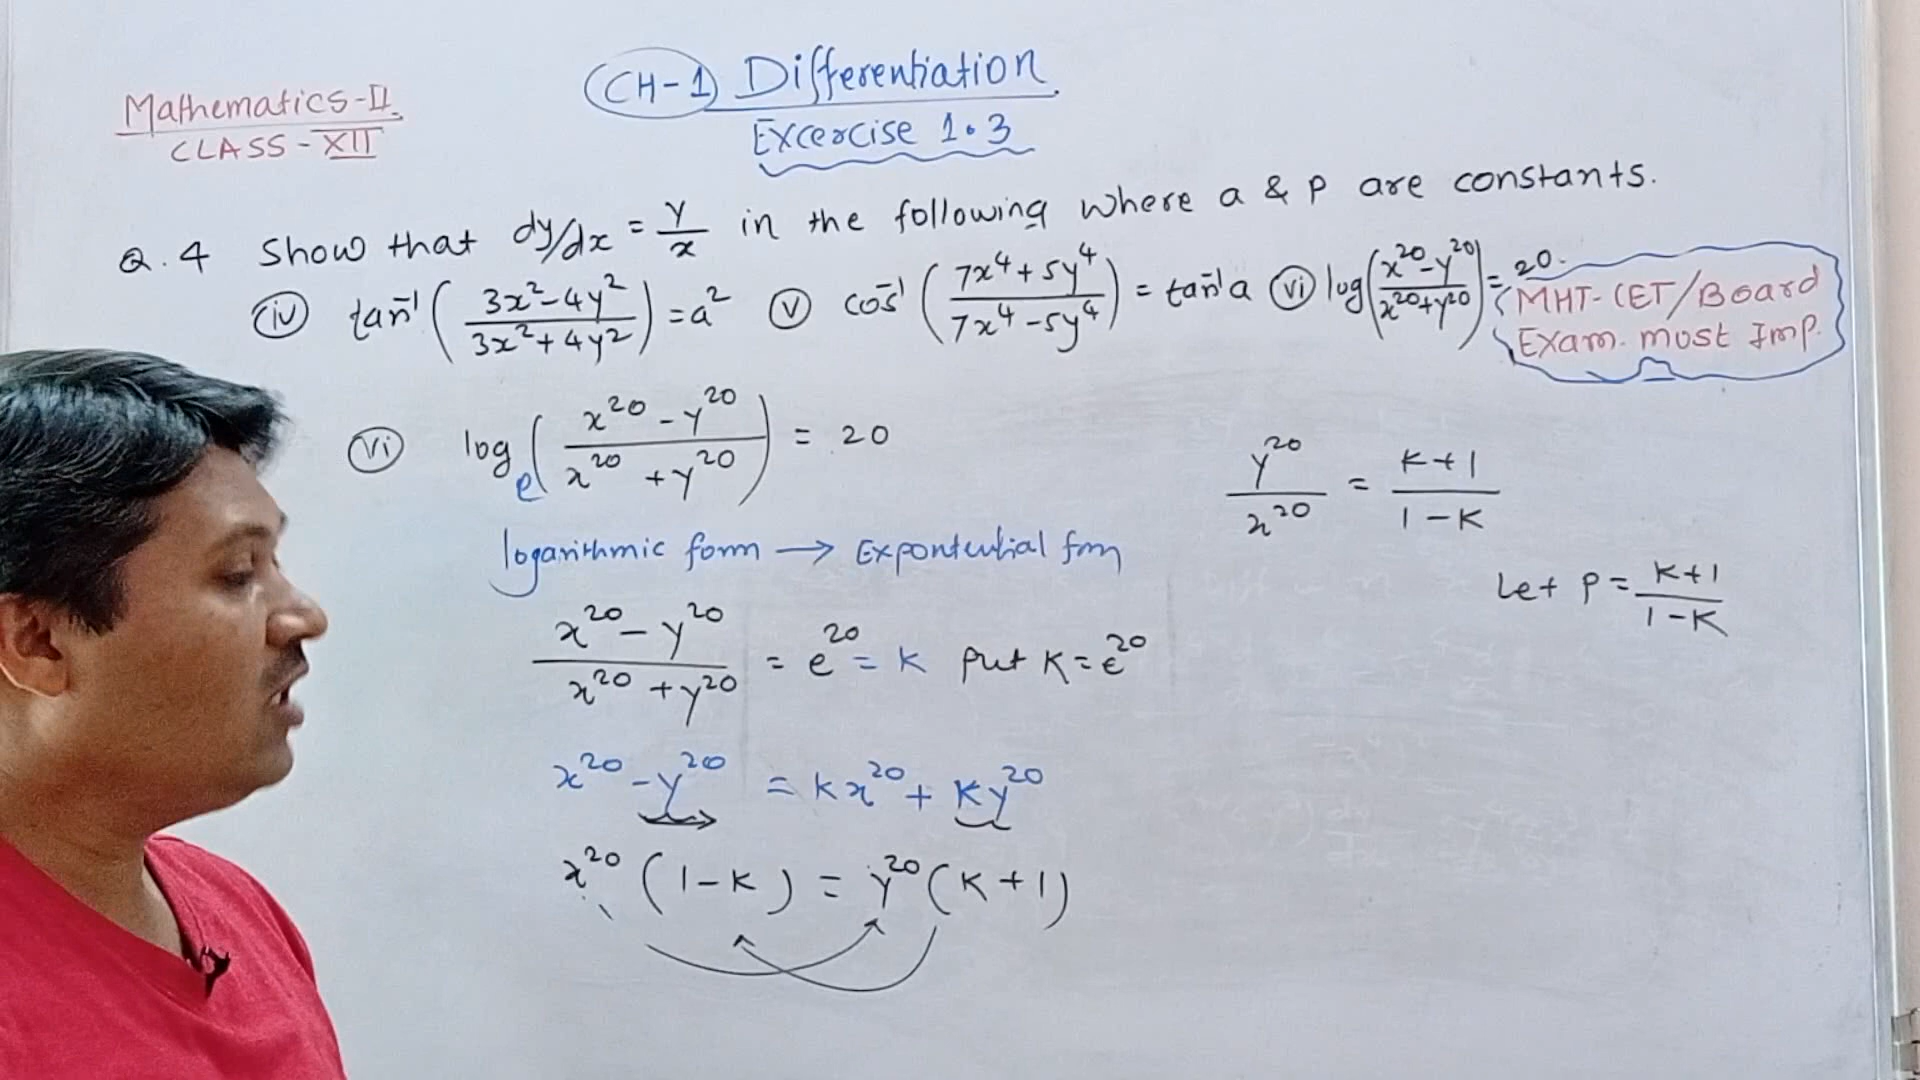 Mathematics-II.
CLASS-XII
CH-1 Differentiation
Excercise 1.3
Q.4 Show that dy/dx = y/x in the following where a & p are constants.
(iv) tan⁻¹((3x²-4y²)/(3x²+4y²)) = a² (v) cos⁻¹((7x⁴+5y⁴)/(7x⁴-5y⁴)) = tan⁻¹a (vi) log((x²⁰-y²⁰)/(x²⁰+y²⁰)) = 20.
MHT-CET/Board
Exam. most Imp.
(vi) logₑ((x²⁰-y²⁰)/(x²⁰+y²⁰)) = 20
logarithmic form → Expontential form
(x²⁰-y²⁰)/(x²⁰+y²⁰) = e²⁰ = k put K = e²⁰
x²⁰ - y²⁰ = kx²⁰ + ky²⁰
x²⁰(1-k) = y²⁰(k+1)
y²⁰/x²⁰ = (k+1)/(1-k)
Let P = (k+1)/(1-k)